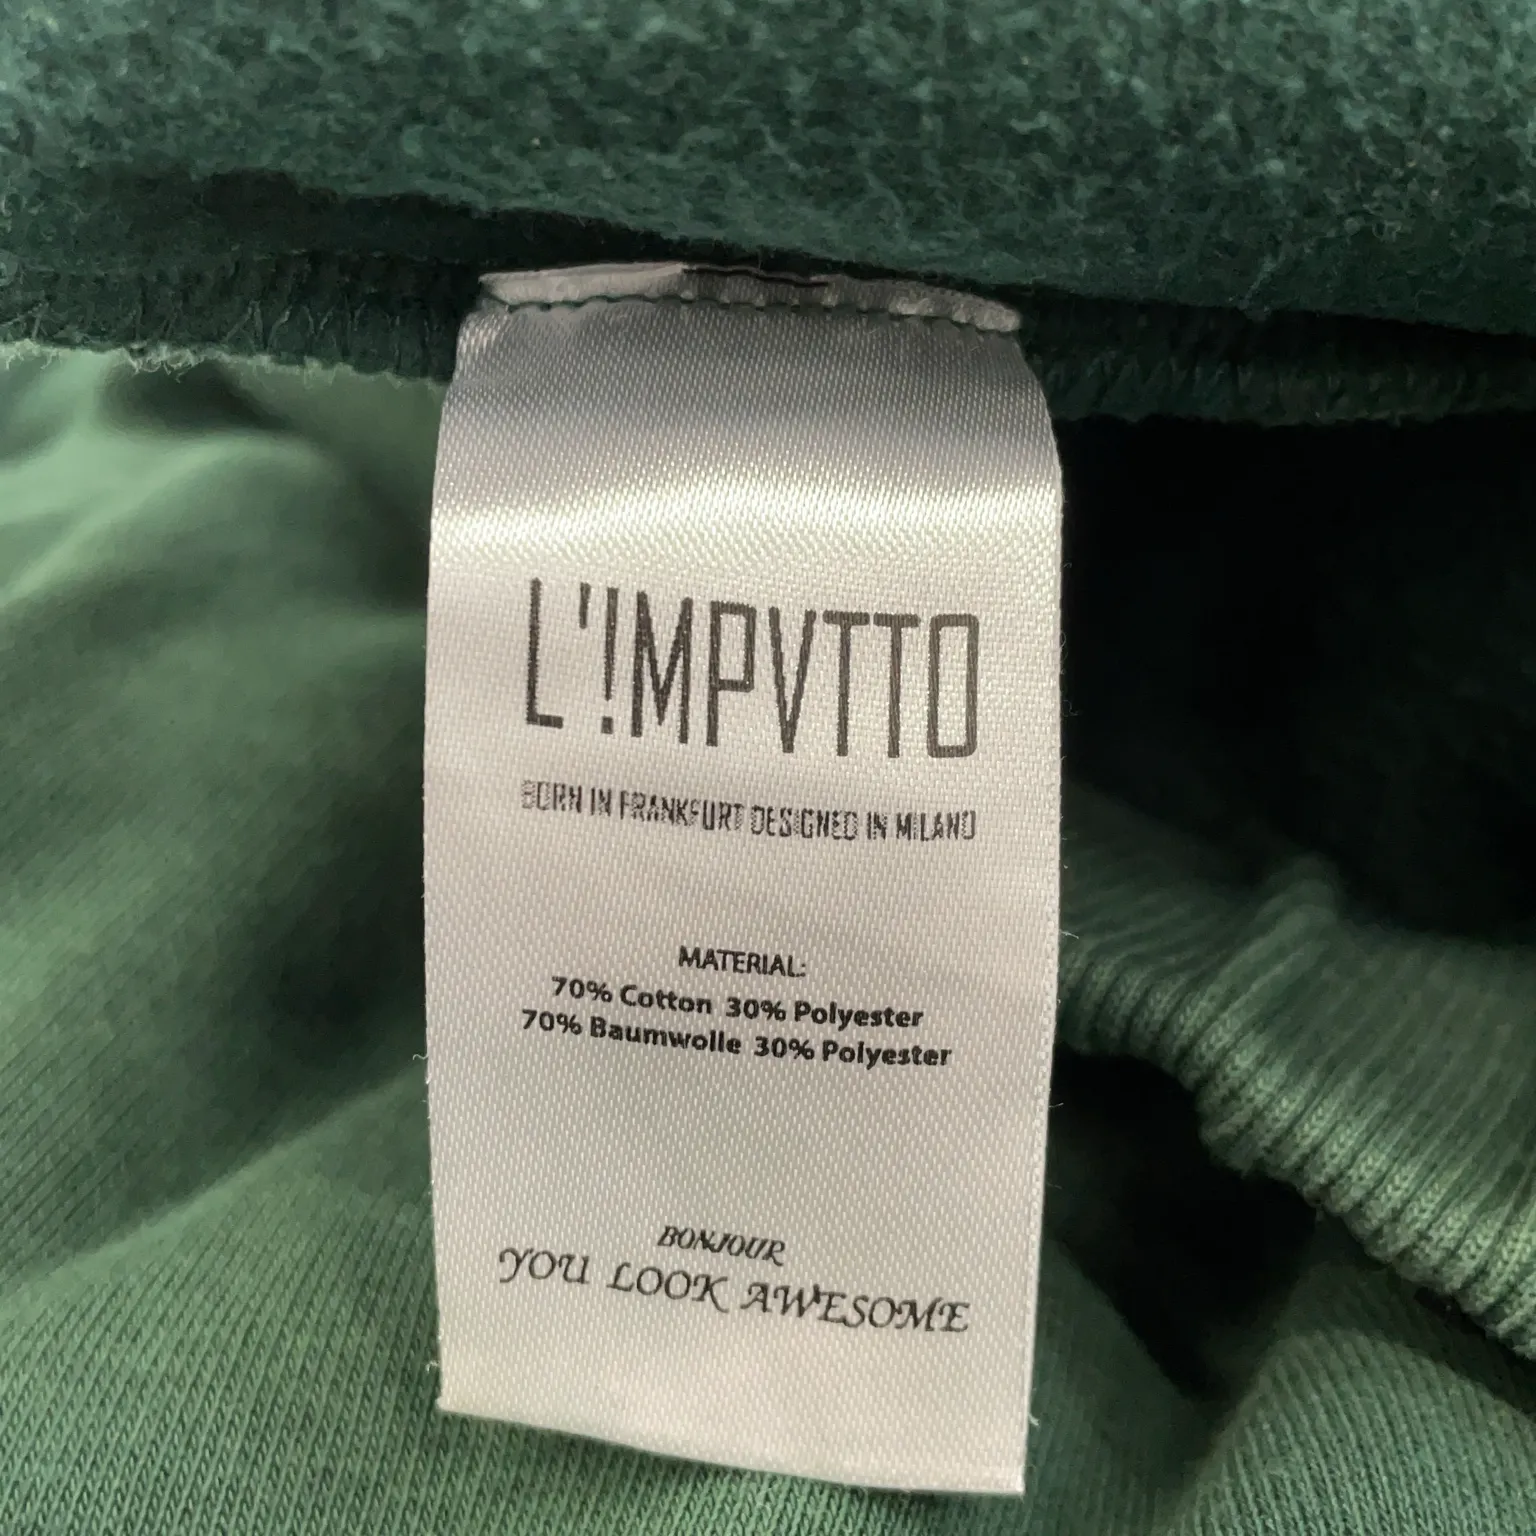 L'!MPVTTO
BORN IN FRANKFURT DESIGNED IN MILANO
MATERIAL:
70% Cotton 30% Polyester
70% Baumwolle 30% Polyester
BONJOUR
YOU LOOK AWESOME